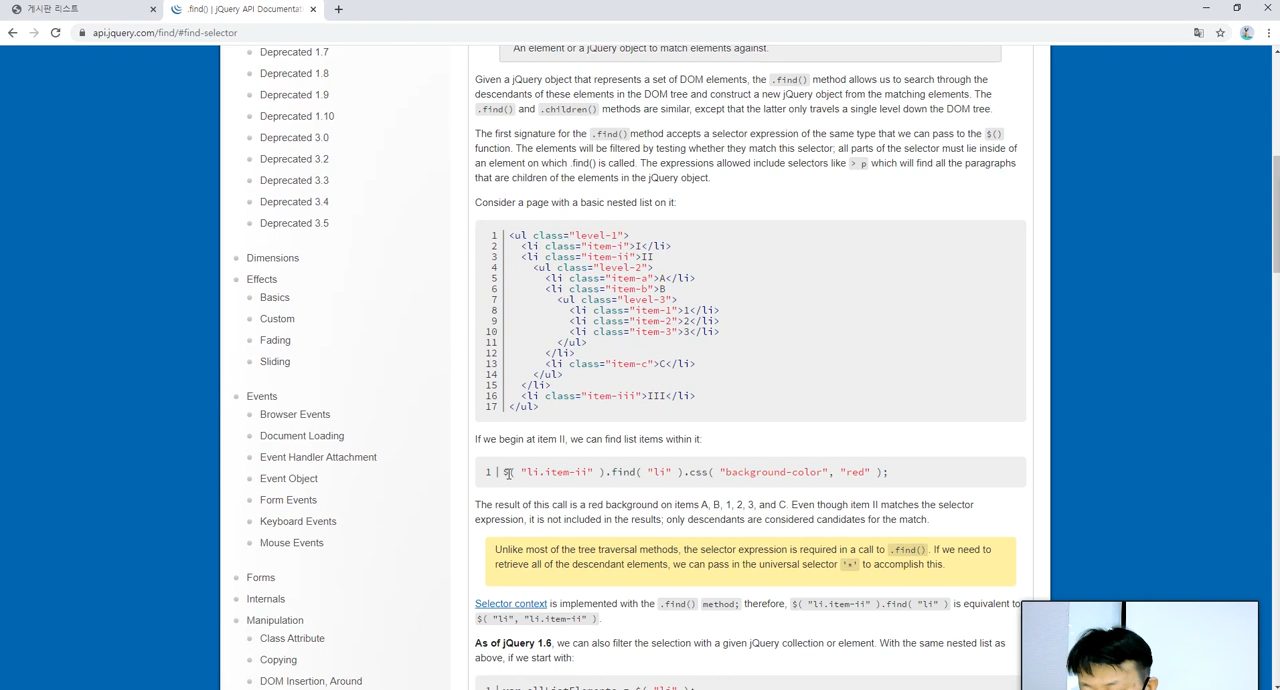 게시판 리스트
.find() | jQuery API Documentat
api.jquery.com/find/#find-selector
Deprecated 1.7
Deprecated 1.8
Deprecated 1.9
Deprecated 1.10
Deprecated 3.0
Deprecated 3.2
Deprecated 3.3
Deprecated 3.4
Deprecated 3.5
Dimensions
Effects
Basics
Custom
Fading
Sliding
Events
Browser Events
Document Loading
Event Handler Attachment
Event Object
Form Events
Keyboard Events
Mouse Events
Forms
Internals
Manipulation
Class Attribute
Copying
DOM Insertion, Around
An element or a jQuery object to match elements against.
Given a jQuery object that represents a set of DOM elements, the .find() method allows us to search through the
descendants of these elements in the DOM tree and construct a new jQuery object from the matching elements. The
.find() and .children() methods are similar, except that the latter only travels a single level down the DOM tree.
The first signature for the .find() method accepts a selector expression of the same type that we can pass to the $()
function. The elements will be filtered by testing whether they match this selector; all parts of the selector must lie inside of
an element on which .find() is called. The expressions allowed include selectors like > p which will find all the paragraphs
that are children of the elements in the jQuery object.
Consider a page with a basic nested list on it:
1 <ul class="level-1">
2 <li class="item-i">I</li>
3 <li class="item-ii">II
4 <ul class="level-2">
5 <li class="item-a">A</li>
6 <li class="item-b">B
7 <ul class="level-3">
8 <li class="item-1">1</li>
9 <li class="item-2">2</li>
10 <li class="item-3">3</li>
11 </ul>
12 </li>
13 <li class="item-c">C</li>
14 </ul>
15 </li>
16 <li class="item-iii">III</li>
17 </ul>
If we begin at item II, we can find list items within it:
1 $( "li.item-ii" ).find( "li" ).css( "background-color", "red" );
The result of this call is a red background on items A, B, 1, 2, 3, and C. Even though item II matches the selector
expression, it is not included in the results; only descendants are considered candidates for the match.
Unlike most of the tree traversal methods, the selector expression is required in a call to .find(). If we need to
retrieve all of the descendant elements, we can pass in the universal selector '*' to accomplish this.
Selector context is implemented with the .find() method; therefore, $( "li.item-ii" ).find( "li" ) is equivalent to
$( "li", "li.item-ii" ).
As of jQuery 1.6, we can also filter the selection with a given jQuery collection or element. With the same nested list as
above, if we start with:
1 var allListElements = $( "li" );